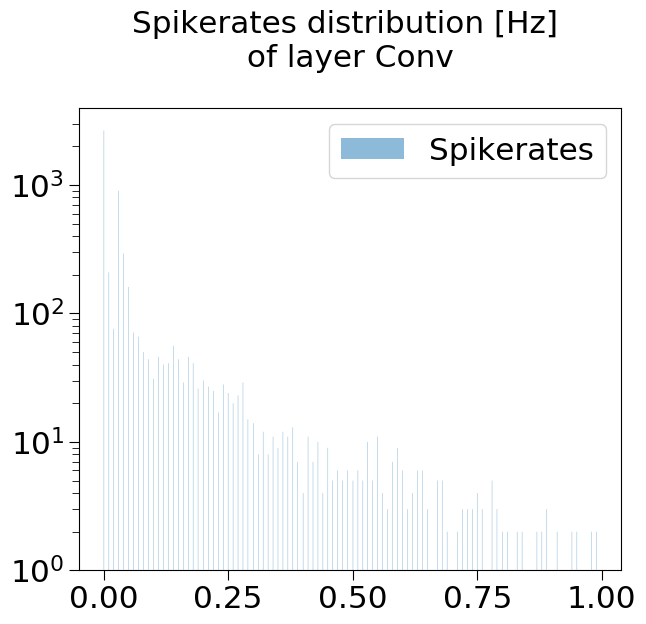 Spikerates distribution [Hz]
of layer Conv
Spikerates
10³
10²
10¹
10⁰
0.00 0.25 0.50 0.75 1.00